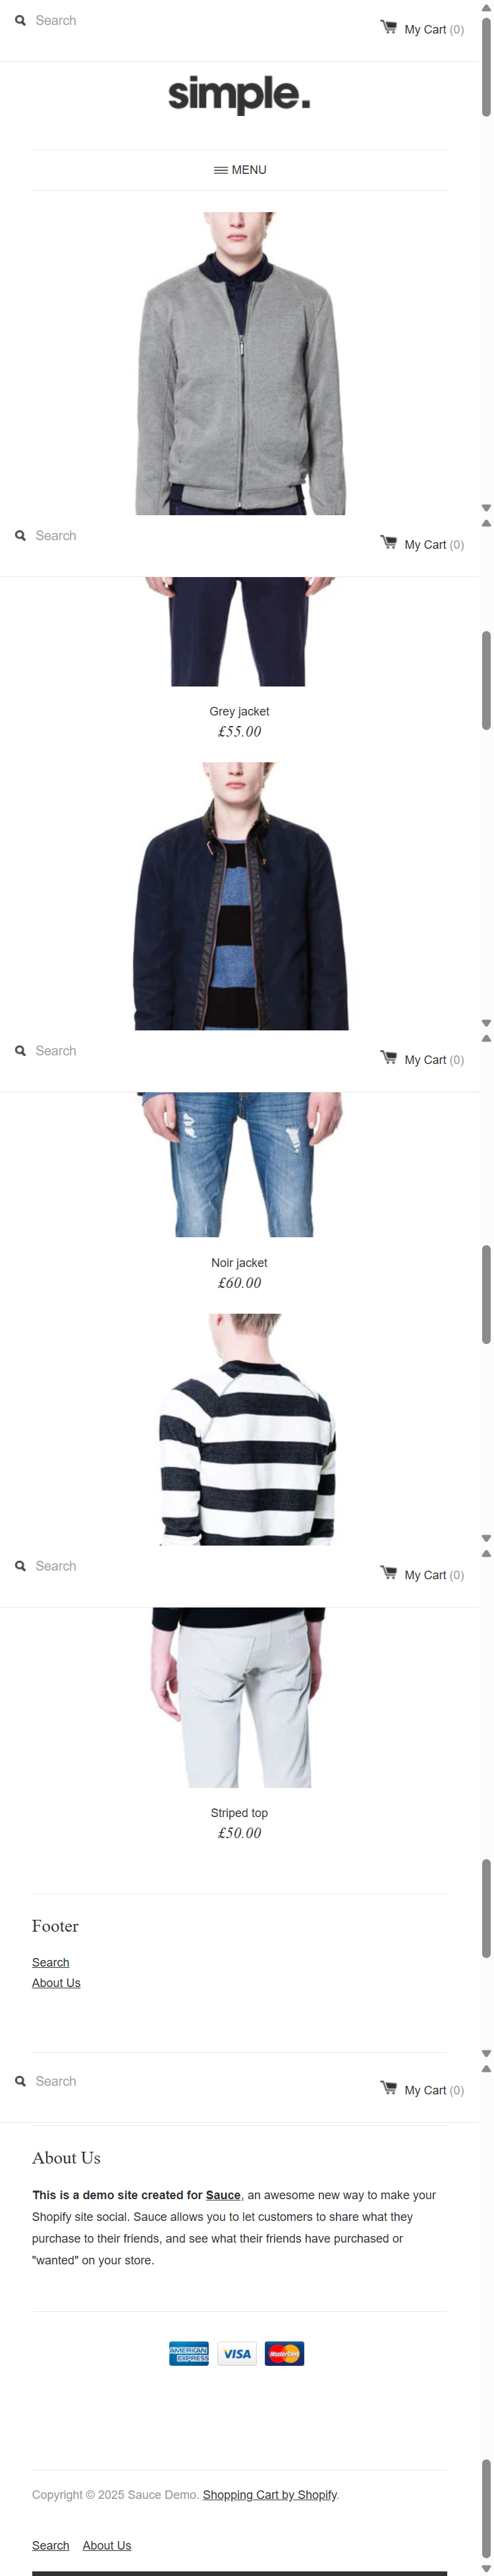 Search
My Cart (0)
simple.
MENU
Search
My Cart (0)
Grey jacket
£55.00
Search
My Cart (0)
Noir jacket
£60.00
Search
My Cart (0)
Striped top
£50.00
Footer
Search
About Us
Search
My Cart (0)
About Us
This is a demo site created for Sauce, an awesome new way to make your
Shopify site social. Sauce allows you to let customers to share what they
purchase to their friends, and see what their friends have purchased or
"wanted" on your store.
AMERICAN EXPRESS VISA MasterCard
Copyright © 2025 Sauce Demo. Shopping Cart by Shopify.
Search About Us